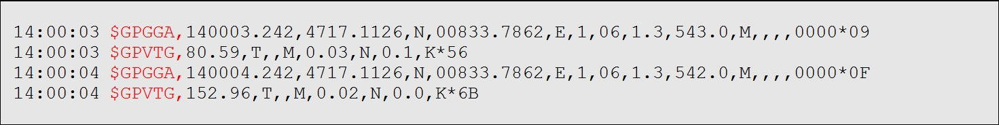 14:00:03 $GPGGA,140003.242,4717.1126,N,00833.7862,E,1,06,1.3,543.0,M,,,,0000*09
14:00:03 $GPVTG,80.59,T,,M,0.03,N,0.1,K*56
14:00:04 $GPGGA,140004.242,4717.1126,N,00833.7862,E,1,06,1.3,542.0,M,,,,0000*0F
14:00:04 $GPVTG,152.96,T,,M,0.02,N,0.0,K*6B